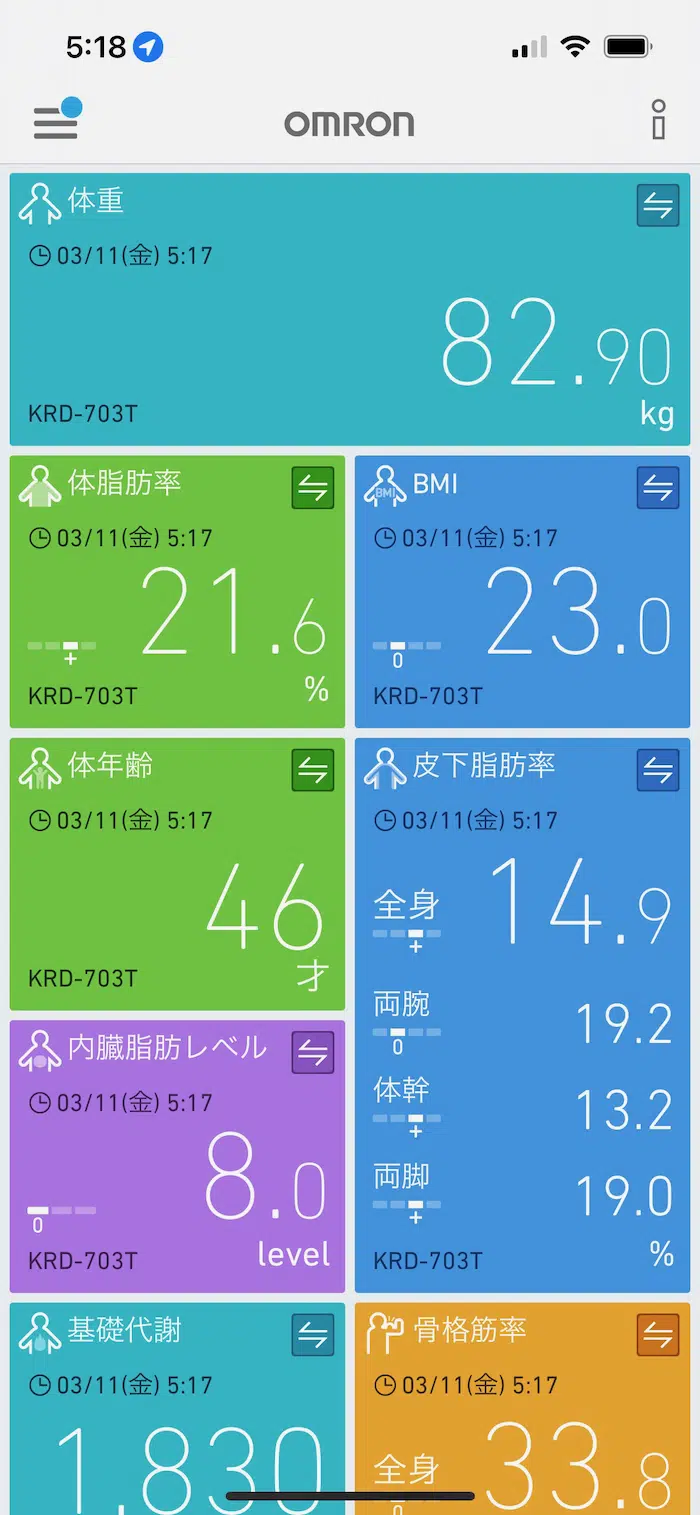 5:18
OMRON
体重
03/11(金) 5:17
82.90
KRD-703T
kg
体脂肪率
03/11(金) 5:17
21.6
+
KRD-703T
%
BMI
BMI
03/11(金) 5:17
23.0
0
KRD-703T
体年齢
03/11(金) 5:17
46
KRD-703T
才
皮下脂肪率
03/11(金) 5:17
全身
14.9
+
両腕
19.2
0
体幹
13.2
+
両脚
19.0
+
KRD-703T
%
内臓脂肪レベル
03/11(金) 5:17
8.0
0
KRD-703T
level
基礎代謝
03/11(金) 5:17
1,830
骨格筋率
03/11(金) 5:17
全身
33.8
0